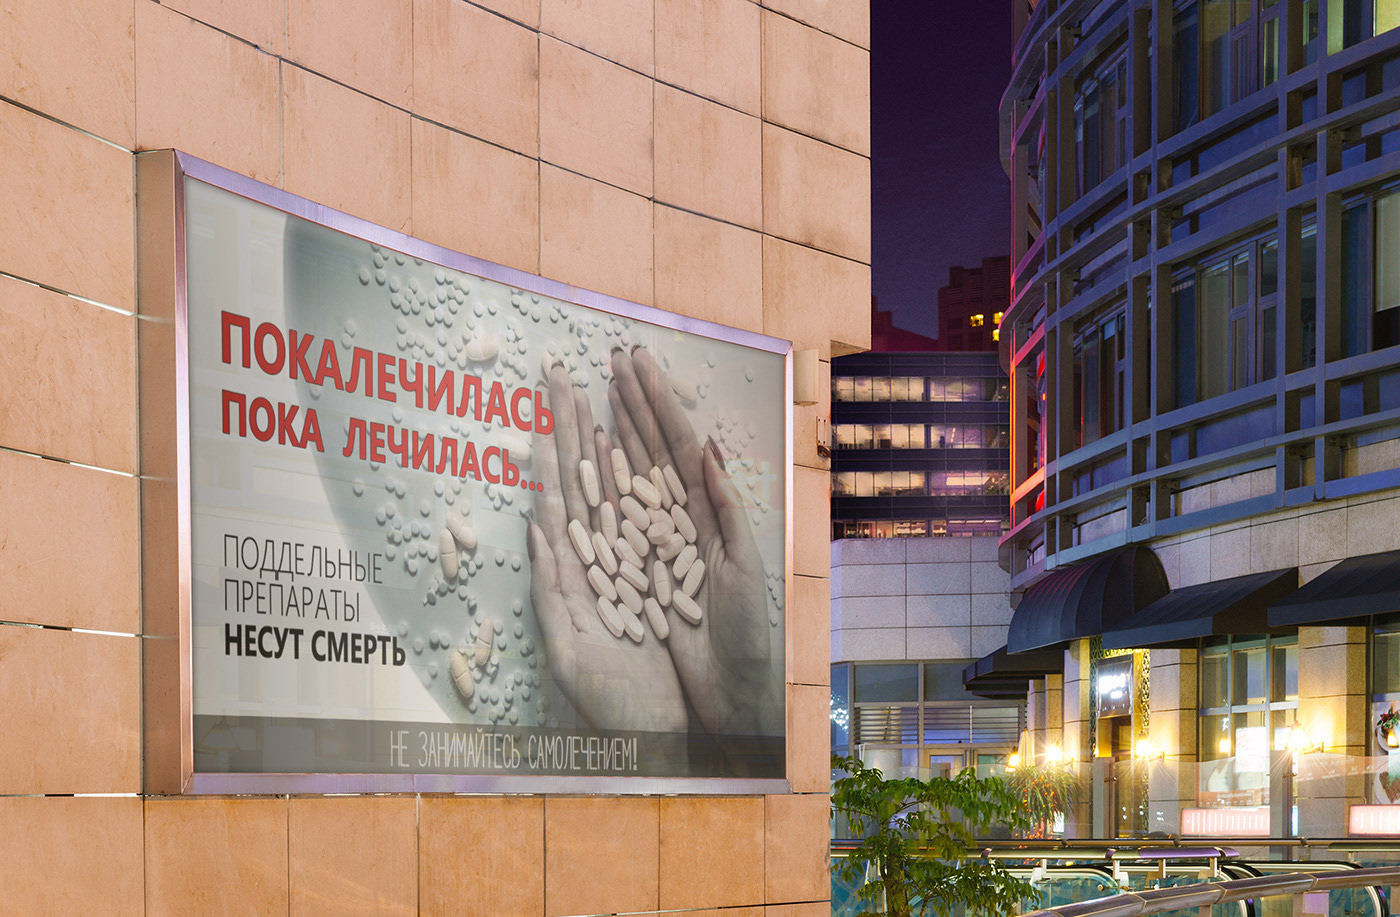 ПОКАЛЕЧИЛАСЬ
ПОКА ЛЕЧИЛАСЬ...
ПОДДЕЛЬНЫЕ
ПРЕПАРАТЫ
НЕСУТ СМЕРТЬ
НЕ ЗАНИМАЙТЕСЬ САМОЛЕЧЕНИЕМ!